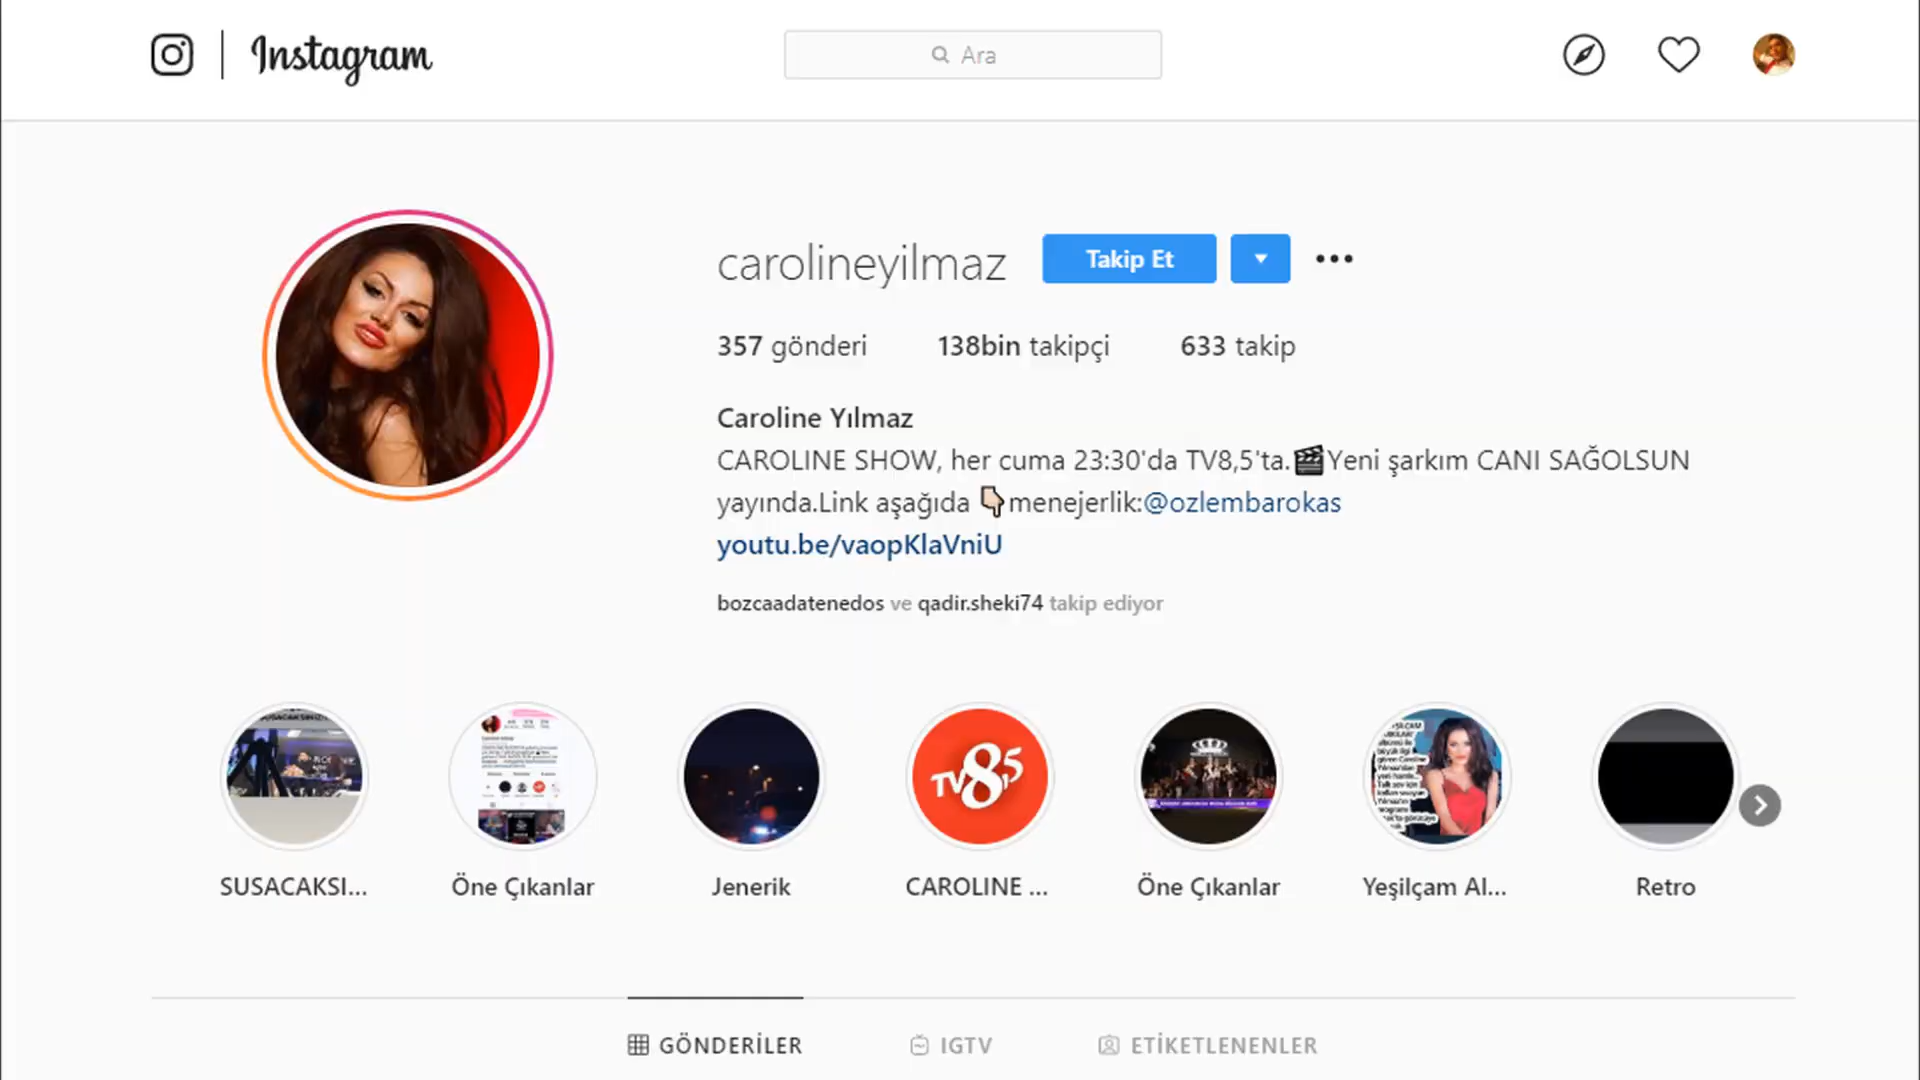 Instagram
Ara
carolineyilmaz
Takip Et
357 gönderi 138bin takipçi 633 takip
Caroline Yılmaz
CAROLINE SHOW, her cuma 23:30'da TV8,5'ta.🎬Yeni şarkım CANI SAĞOLSUN
yayında.Link aşağıda 👇🏻menejerlik:@ozlembarokas
youtu.be/vaopKlaVniU
bozcaadatenedos ve qadir.sheki74 takip ediyor
TV8,5
SUSACAKSI... Öne Çıkanlar Jenerik CAROLINE ... Öne Çıkanlar Yeşilçam Al... Retro
GÖNDERİLER IGTV ETİKETLENENLER